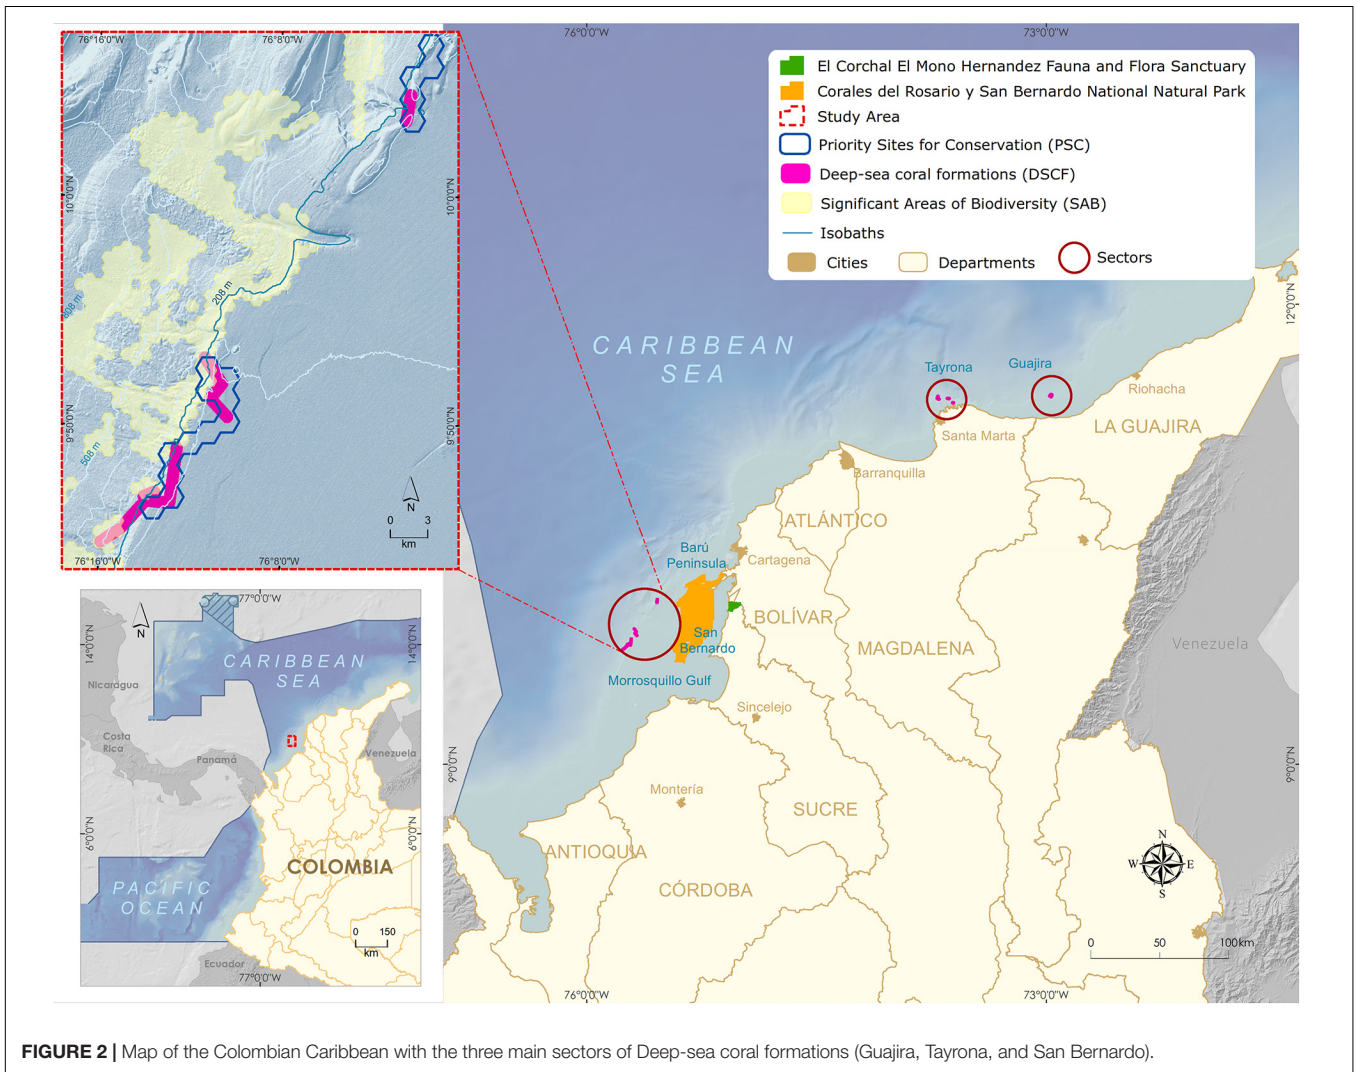 76°16'0"W
76°8'0"W
10°0'0"N
10°0'0"N
808 m
208 m
9°50'0"N
9°50'0"N
508 m
N
0 3
km
76°16'0"W
76°8'0"W
76°0'0"W
73°0'0"W
El Corchal El Mono Hernandez Fauna and Flora Sanctuary
Corales del Rosario y San Bernardo National Natural Park
Study Area
Priority Sites for Conservation (PSC)
Deep-sea coral formations (DSCF)
Significant Areas of Biodiversity (SAB)
Isobaths
Cities
Departments
Sectors
12°0'0"N
CARIBBEAN
SEA
Tayrona
Guajira
Riohacha
LA GUAJIRA
Santa Marta
Barranquilla
ATLÁNTICO
Barú
Peninsula
Cartagena
BOLÍVAR
San
Bernardo
MAGDALENA
Venezuela
Morrosquillo Gulf
Sincelejo
9°0'0"N
9°0'0"N
Montería
SUCRE
ANTIOQUIA
CÓRDOBA
N
W E
S
0 50 100 km
76°0'0"W
73°0'0"W
77°0'0"W
N
14°0'0"N
14°0'0"N
CARIBBEAN
SEA
Nicaragua
Costa
Rica
Panamá
Venezuela
6°0'0"N
6°0'0"N
COLOMBIA
PACIFIC
OCEAN
0 150
km
Ecuador
77°0'0"W
FIGURE 2 | Map of the Colombian Caribbean with the three main sectors of Deep-sea coral formations (Guajira, Tayrona, and San Bernardo).